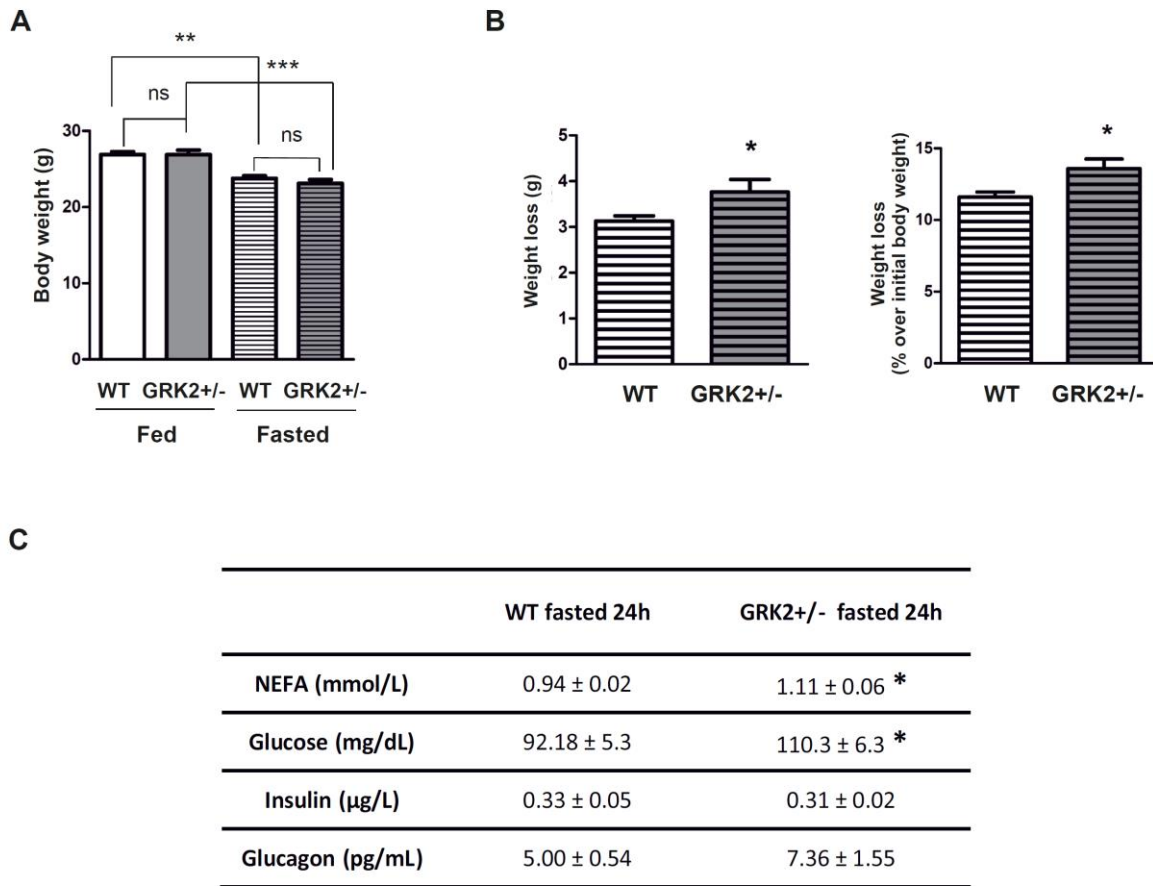 A
**
***
ns
ns
30
20
10
0
Body weight (g)
WT GRK2+/- WT GRK2+/-
Fed Fasted
B
5
4
3
2
1
0
Weight loss (g)
*
WT GRK2+/-
15
10
5
0
Weight loss
(% over initial body weight)
*
WT GRK2+/-
C
WT fasted 24h GRK2+/- fasted 24h
NEFA (mmol/L) 0.94 ± 0.02 1.11 ± 0.06 *
Glucose (mg/dL) 92.18 ± 5.3 110.3 ± 6.3 *
Insulin (µg/L) 0.33 ± 0.05 0.31 ± 0.02
Glucagon (pg/mL) 5.00 ± 0.54 7.36 ± 1.55